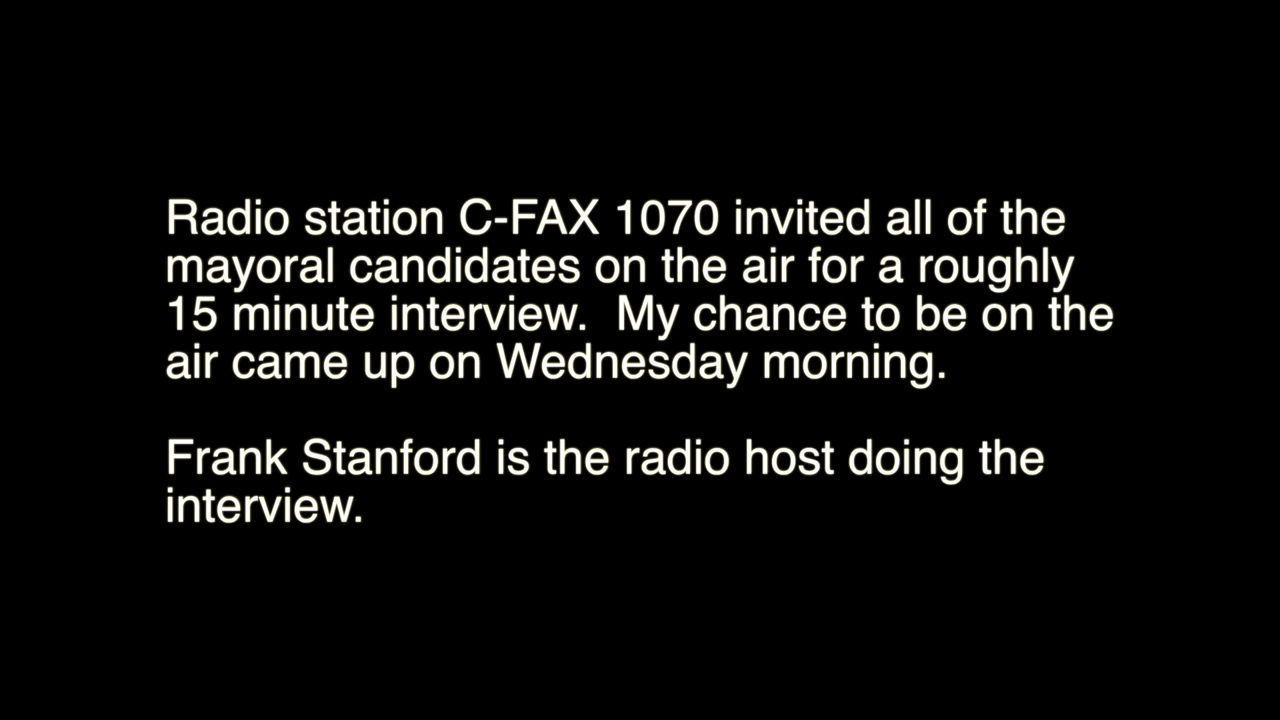 Radio station C-FAX 1070 invited all of the
mayoral candidates on the air for a roughly
15 minute interview.  My chance to be on the
air came up on Wednesday morning.
Frank Stanford is the radio host doing the
interview.